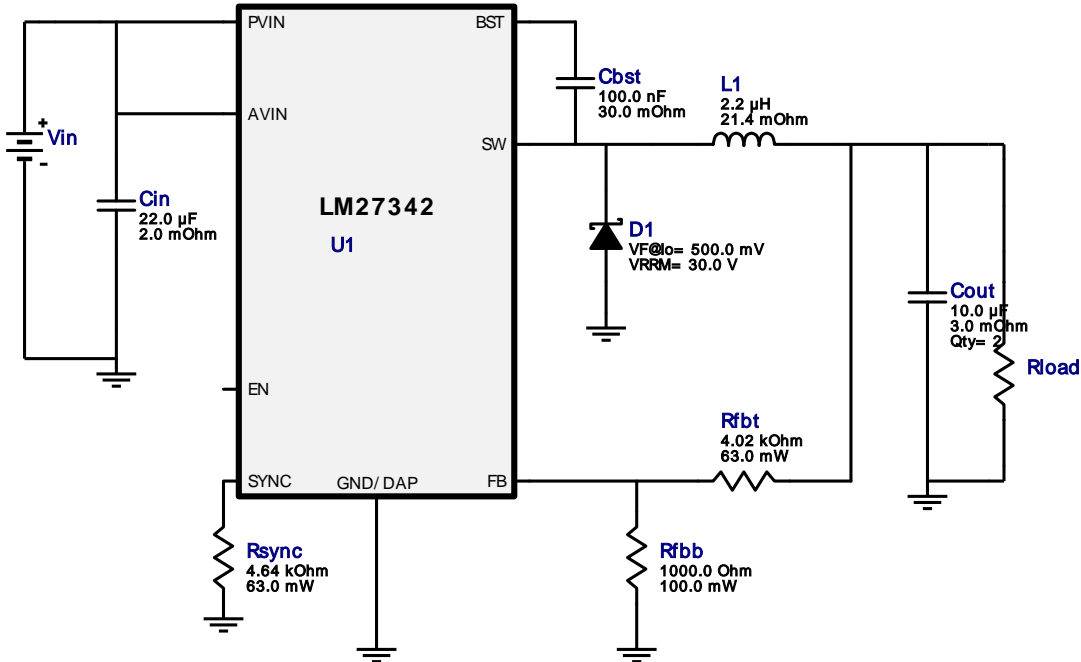 PVIN
BST
Cbst
100.0 nF
30.0 mOhm
L1
2.2 µH
21.4 mOhm
AVIN
+
Vin
-
SW
Cin
22.0 µF
2.0 mOhm
LM27342
U1
D1
VF@Io= 500.0 mV
VRRM= 30.0 V
Cout
10.0 µF
3.0 mOhm
Qty= 2
Rload
EN
Rfbt
4.02 kOhm
63.0 mW
SYNC
GND/ DAP
FB
Rsync
4.64 kOhm
63.0 mW
Rfbb
1000.0 Ohm
100.0 mW